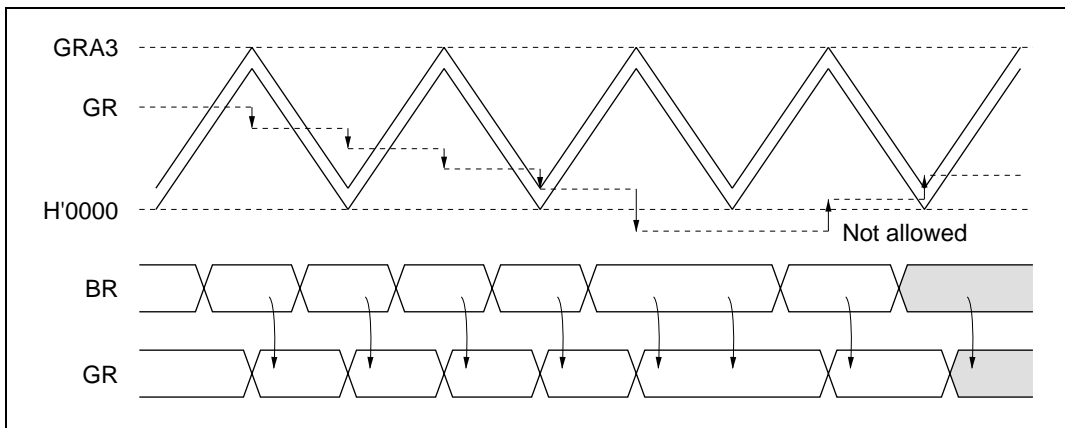 GRA3
GR
H'0000
Not allowed
BR
GR